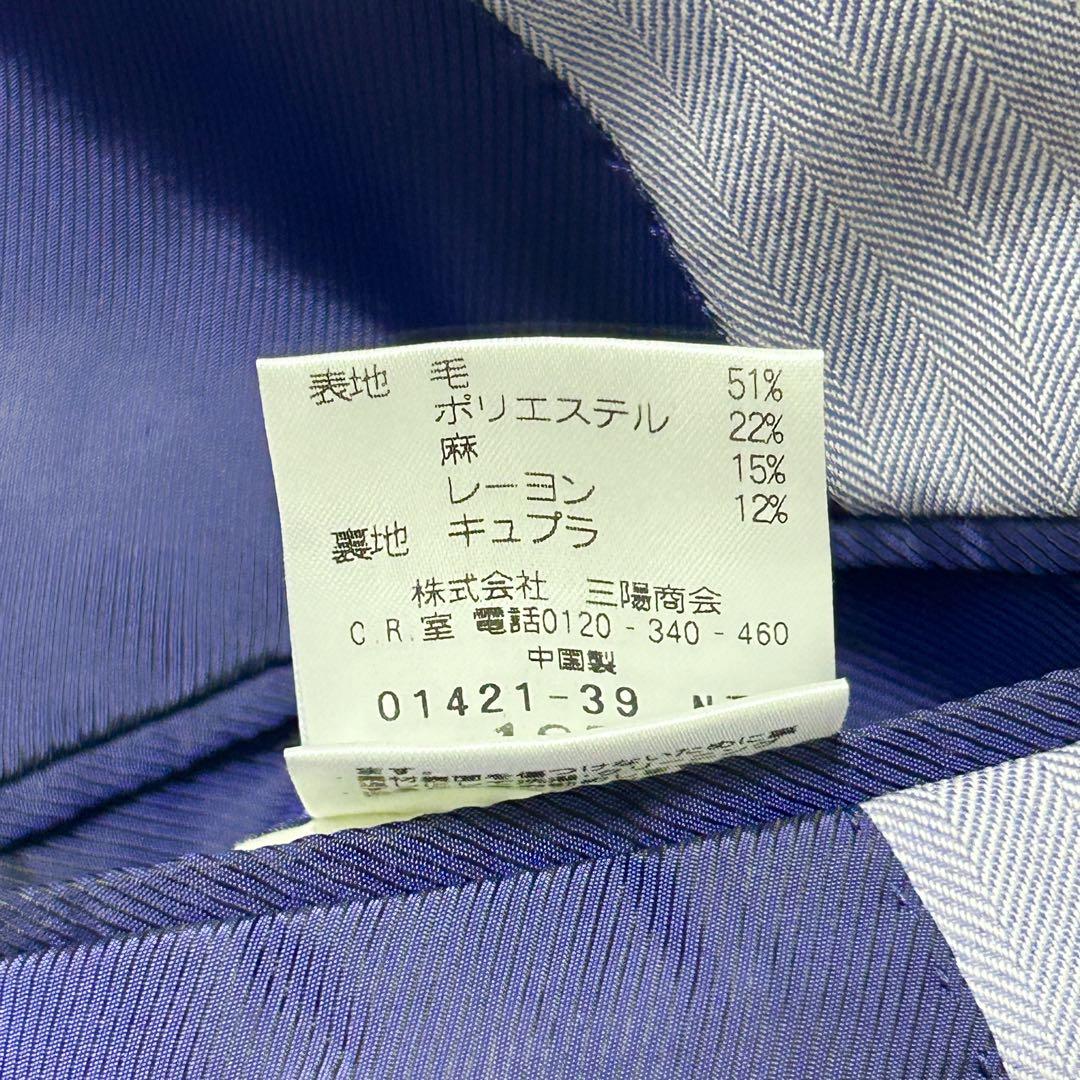 表地 毛 51%
ポリエステル 22%
麻 15%
レーヨン 12%
裏地 キュプラ
株式会社 三陽商会
C.R.室 電話0120-340-460
中国製
01421-39